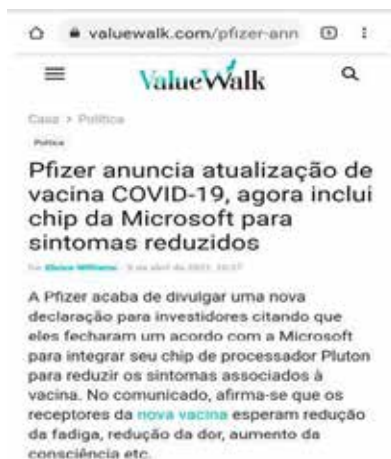 valuewalk.com/pfizer-ann
ValueWalk
Casa > Política
Política
Pfizer anuncia atualização de
vacina COVID-19, agora inclui
chip da Microsoft para
sintomas reduzidos
A Pfizer acaba de divulgar uma nova
declaração para investidores citando que
eles fecharam um acordo com a Microsoft
para integrar seu chip de processador Pluton
para reduzir os sintomas associados à
vacina. No comunicado, afirma-se que os
receptores da nova vacina esperam redução
da fadiga, redução da dor, aumento da
consciência etc.